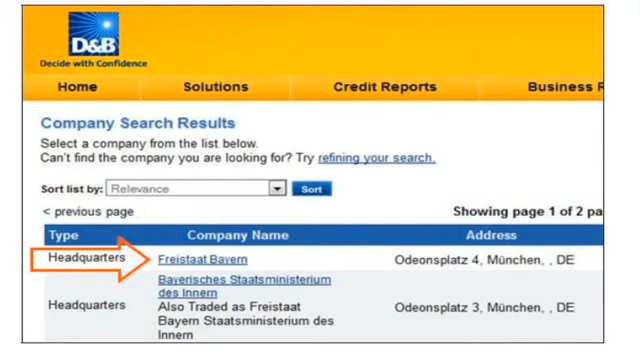 D&B
Decide with Confidence
Home Solutions Credit Reports Business R
Company Search Results
Select a company from the list below.
Can't find the company you are looking for? Try refining your search.
Sort list by: Relevance Sort
< previous page Showing page 1 of 2 pa
Type Company Name Address
Headquarters Freistaat Bayern Odeonsplatz 4, München, , DE
Bayerisches Staatsministerium
des Innern
Headquarters Also Traded as Freistaat Odeonsplatz 3, München, , DE
Bayern Staatsministerium des
Innern